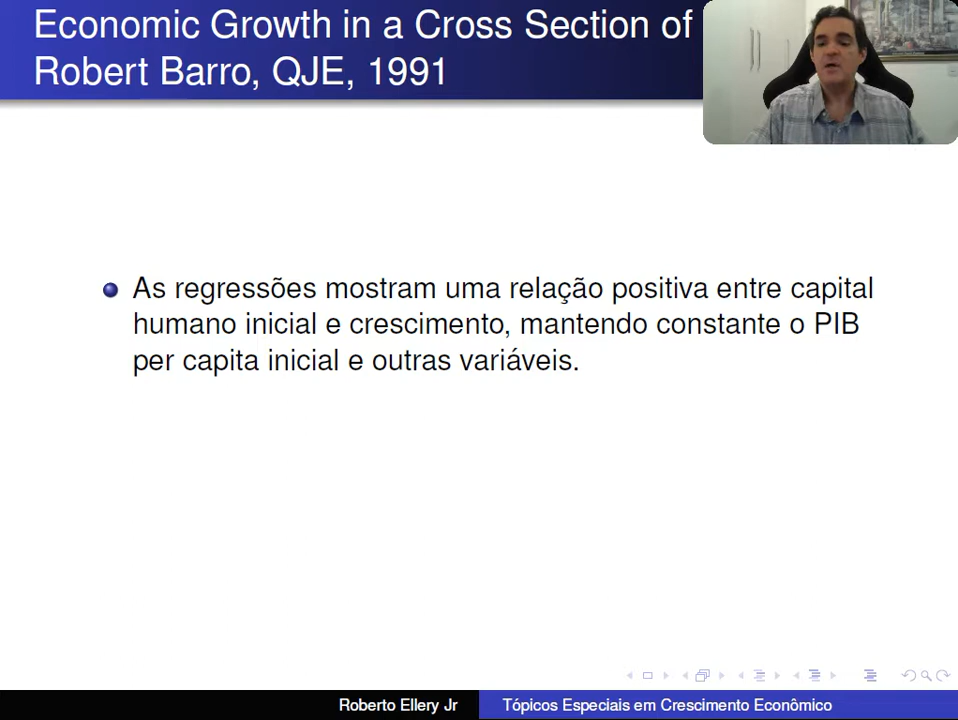 Economic Growth in a Cross Section of
Robert Barro, QJE, 1991
As regressões mostram uma relação positiva entre capital
humano inicial e crescimento, mantendo constante o PIB
per capita inicial e outras variáveis.
Roberto Ellery Jr
Tópicos Especiais em Crescimento Econômico